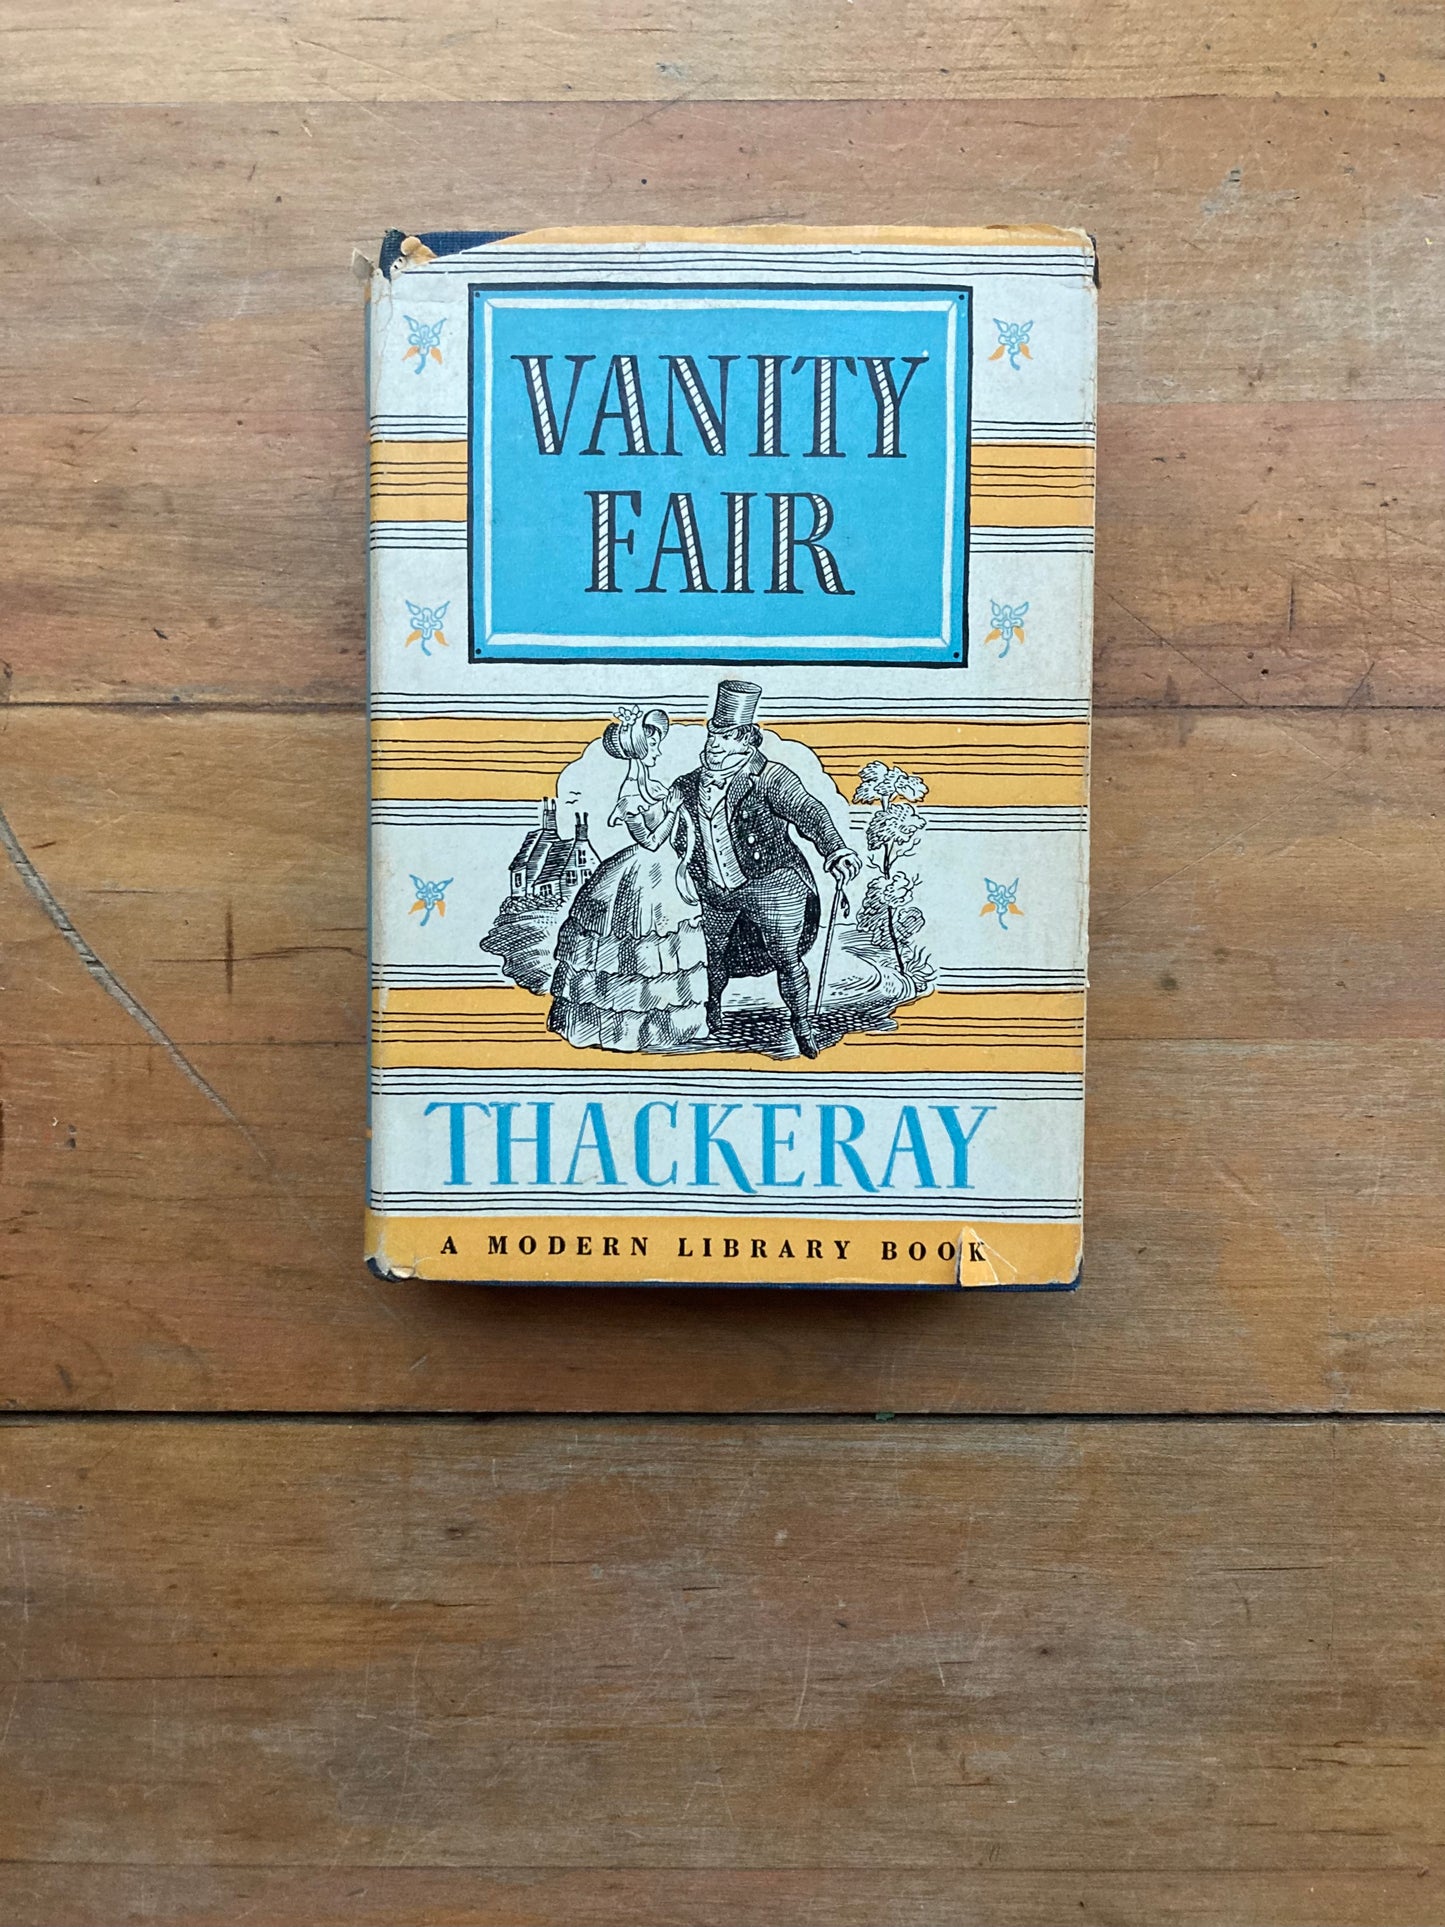 VANITY
FAIR
THACKERAY
A MODERN LIBRARY BOOK